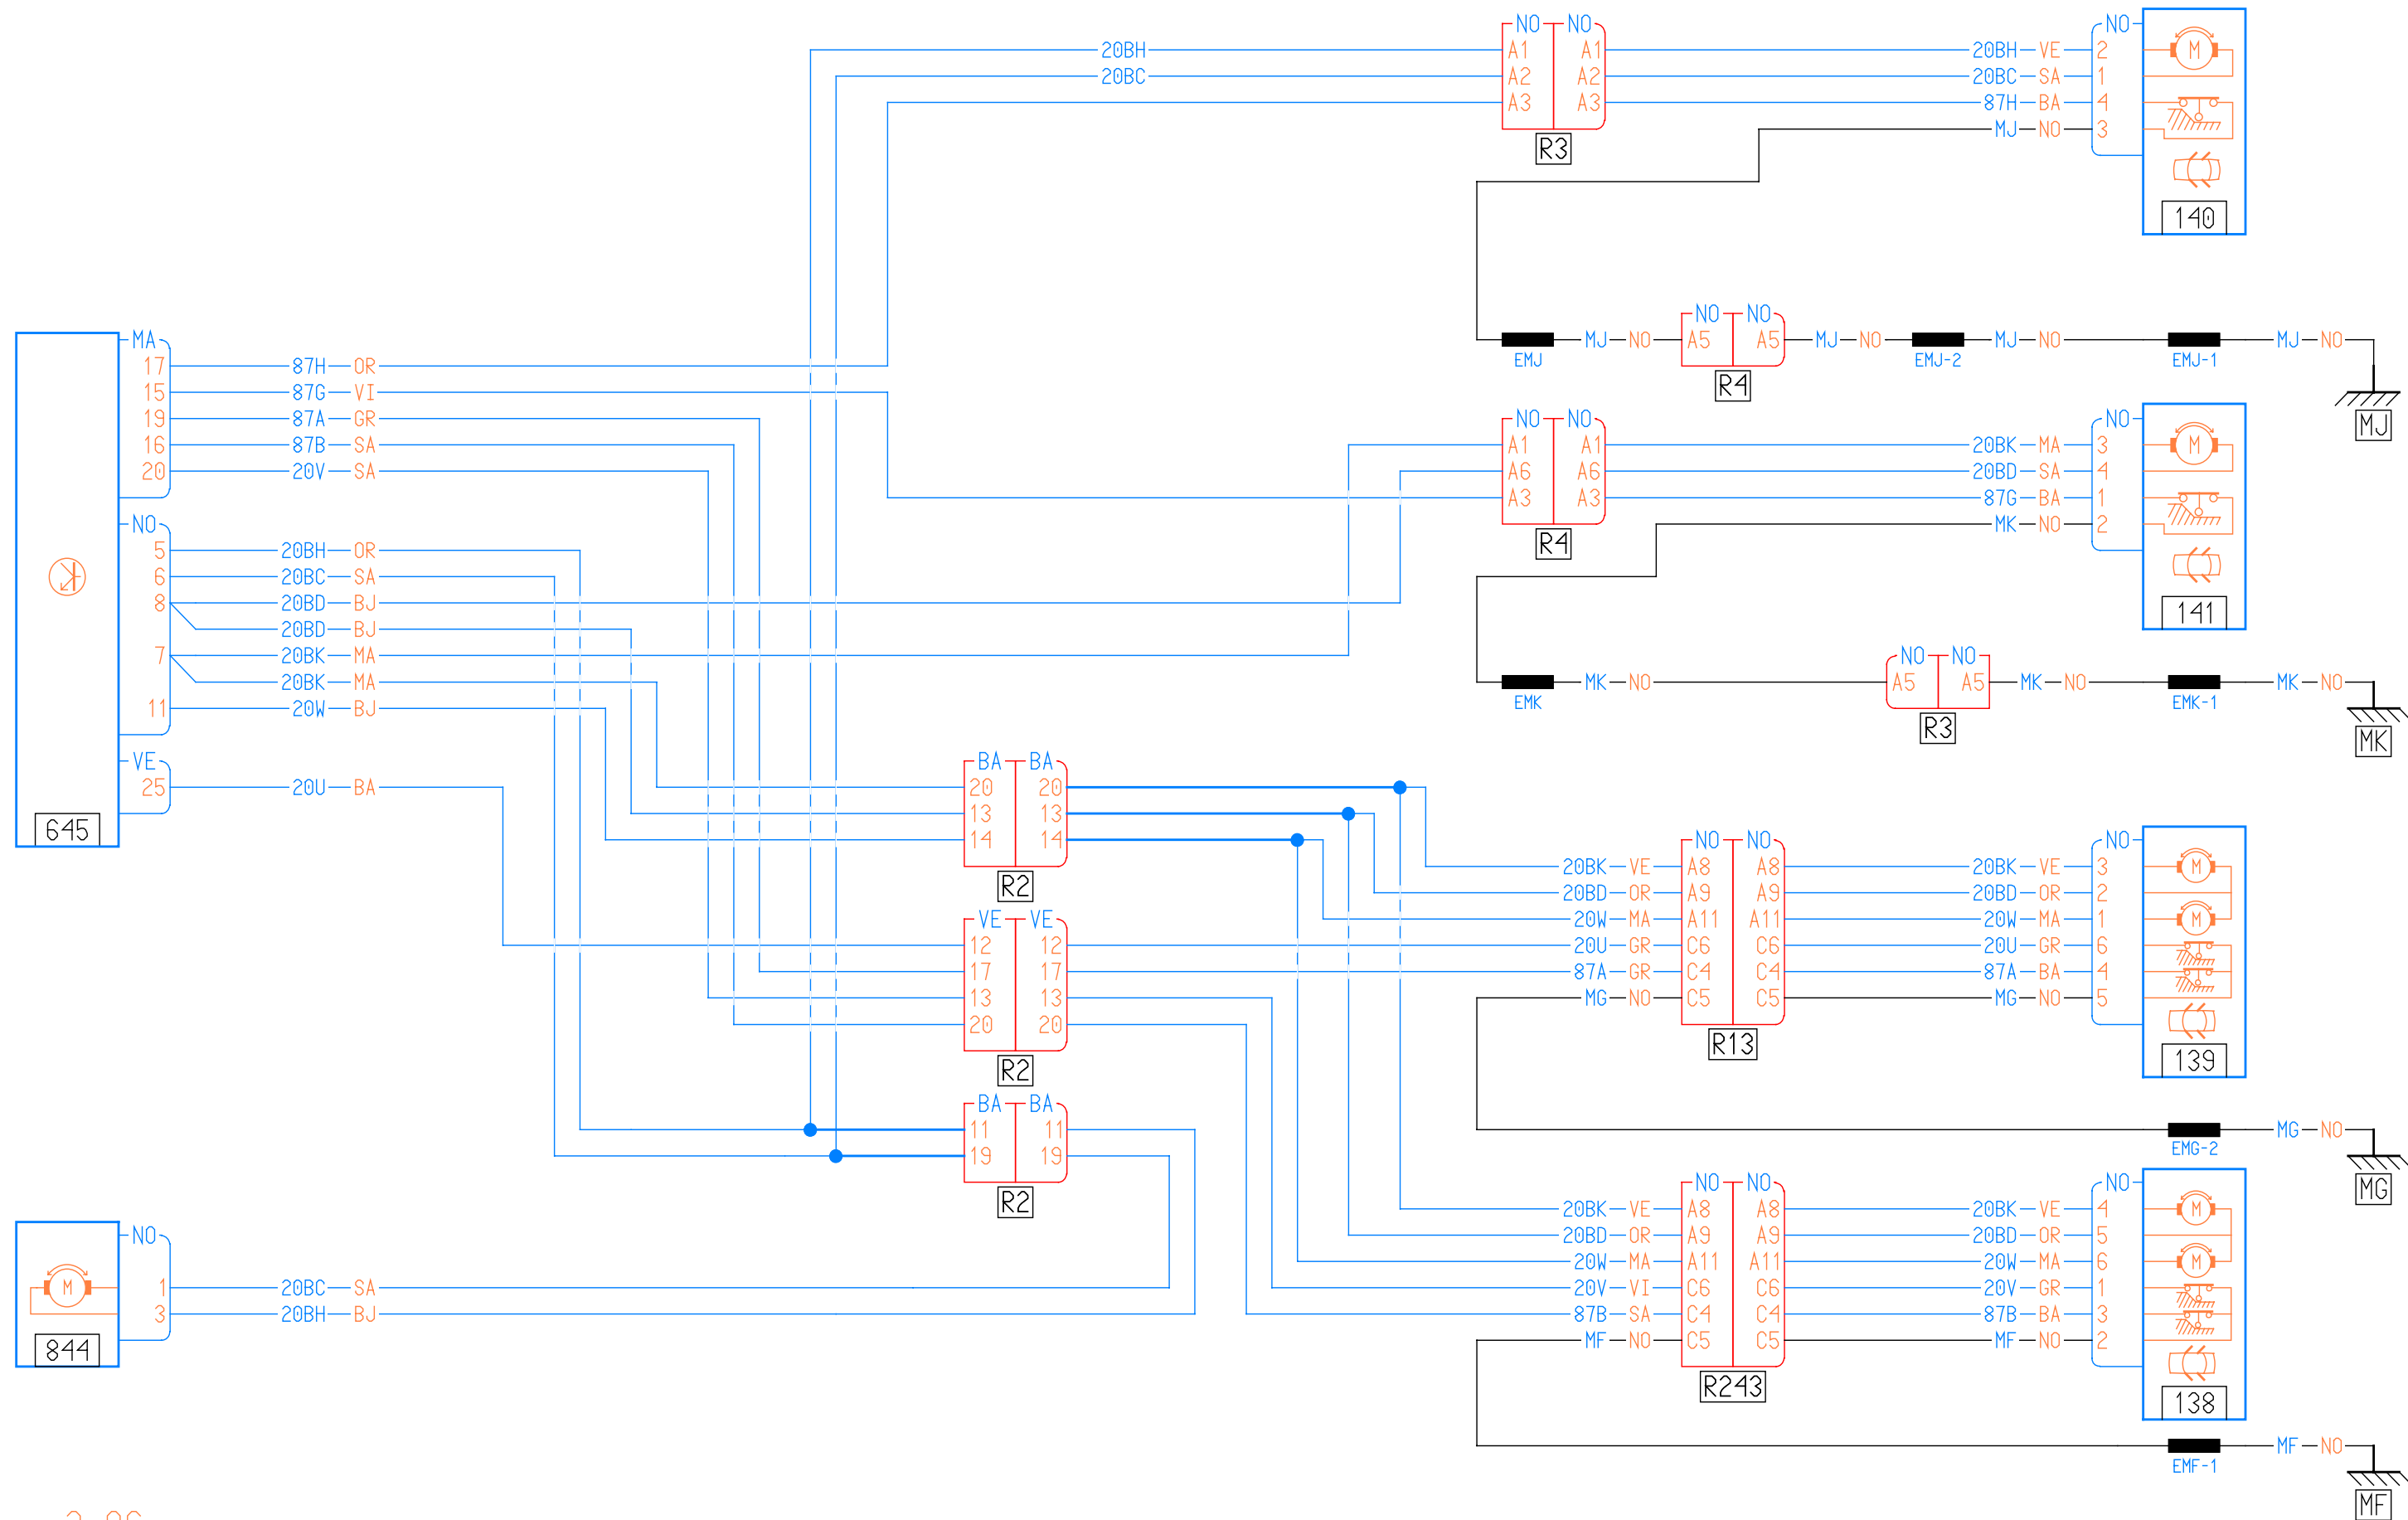 NO NO NO
20BH A1 A1 20BH VE 2 M
20BC A2 A2 20BC SA 1
A3 A3 87H BA 4
MJ NO 3
R3
140
NO NO
MA
MJ NO A5 A5 MJ NO MJ NO MJ NO
EMJ EMJ-2 EMJ-1
17 87H OR
R4
15 87G VI
19 87A GR NO NO NO
MJ
16 87B SA A1 A1 20BK MA 3 M
20 20V SA A6 A6 20BD SA 4
A3 A3 87G BA 1
NO MK NO 2
R4
5 20BH OR
6 20BC SA
8 20BD BJ
141
20BD BJ
7 20BK MA NO NO
20BK MA MK NO A5 A5 MK NO MK NO
EMK EMK-1
11 20W BJ
R3
MK
VE BA BA
25 20U BA 20 20
13 13
645
14 14 NO NO NO
20BK VE A8 A8 20BK VE 3 M
R2
20BD OR A9 A9 20BD OR 2
VE VE 20W MA A11 A11 20W MA 1 M
12 12 20U GR C6 C6 20U GR 6
17 17 87A GR C4 C4 87A BA 4
13 13 MG NO C5 C5 MG NO 5
20 20
R13
139
R2
BA BA
11 11 MG NO
EMG-2
19 19
NO NO NO
MG
R2
20BK VE A8 A8 20BK VE 4 M
NO 20BD OR A9 A9 20BD OR 5
20W MA A11 A11 20W MA 6 M
M 1 20BC SA 20V VI C6 C6 20V GR 1
3 20BH BJ 87B SA C4 C4 87B BA 3
844
MF NO C5 C5 MF NO 2
R243
138
MF NO
EMF-1
MF